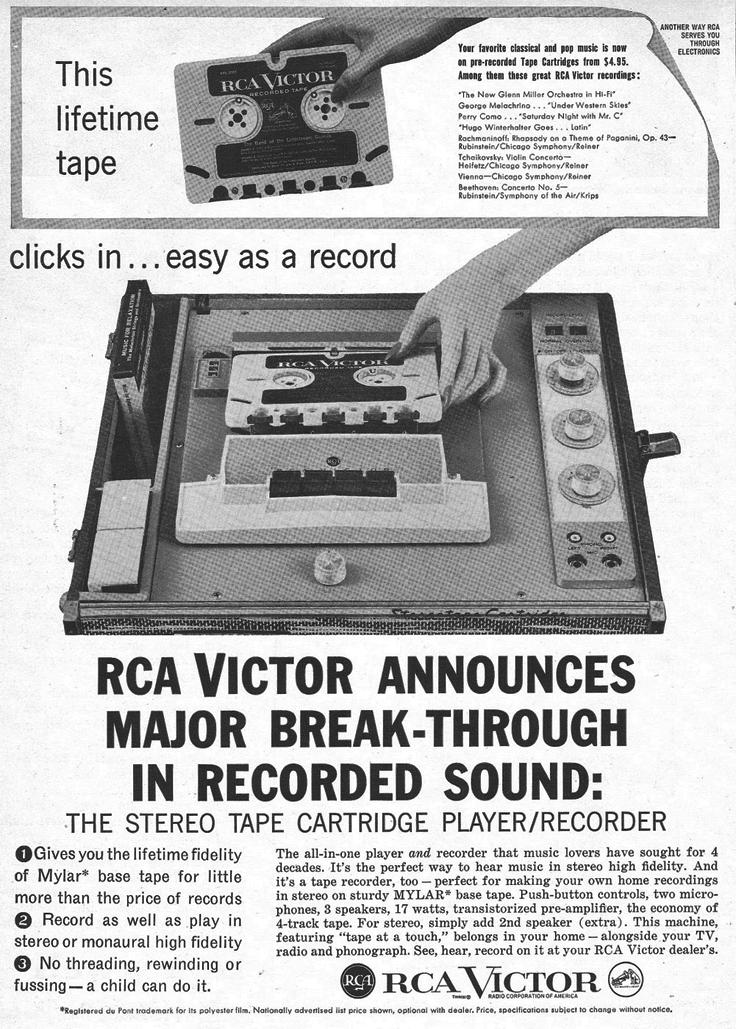 ANOTHER WAY RCA
SERVES YOU
THROUGH
ELECTRONICS
This
lifetime
tape
RCA VICTOR
RECORDED TAPE
Your favorite classical and pop music is now
on pre-recorded Tape Cartridges from $4.95.
Among them these great RCA Victor recordings:
"The New Glenn Miller Orchestra in Hi-Fi"
George Melachrino . . . "Under Western Skies"
Perry Como . . . "Saturday Night with Mr. C"
"Hugo Winterhalter Goes . . . Latin"
Rachmaninoff: Rhapsody on a Theme of Paganini, Op. 43—
Rubinstein/Chicago Symphony/Reiner
Tchaikovsky: Violin Concerto—
Heifetz/Chicago Symphony/Reiner
Vienna—Chicago Symphony/Reiner
Beethoven: Concerto No. 5—
Rubinstein/Symphony of the Air/Krips
clicks in...easy as a record
MUSIC FOR RELAXATION
RCA VICTOR
RECORDED TAPE
RCA
LEFT
RIGHT
MIC
Stereotape Cartridge
RCA VICTOR ANNOUNCES
MAJOR BREAK-THROUGH
IN RECORDED SOUND:
THE STEREO TAPE CARTRIDGE PLAYER/RECORDER
1 Gives you the lifetime fidelity
of Mylar* base tape for little
more than the price of records
2 Record as well as play in
stereo or monaural high fidelity
3 No threading, rewinding or
fussing—a child can do it.
The all-in-one player and recorder that music lovers have sought for 4
decades. It's the perfect way to hear music in stereo high fidelity. And
it's a tape recorder, too — perfect for making your own home recordings
in stereo on sturdy MYLAR* base tape. Push-button controls, two micro-
phones, 3 speakers, 17 watts, transistorized pre-amplifier, the economy of
4-track tape. For stereo, simply add 2nd speaker (extra). This machine,
featuring "tape at a touch," belongs in your home — alongside your TV,
radio and phonograph. See, hear, record on it at your RCA Victor dealer's.
RCA RCA VICTOR
TMK(S)® RADIO CORPORATION OF AMERICA
*Registered du Pont trademark for its polyester film. Nationally advertised list price shown, optional with dealer. Price, specifications subject to change without notice.